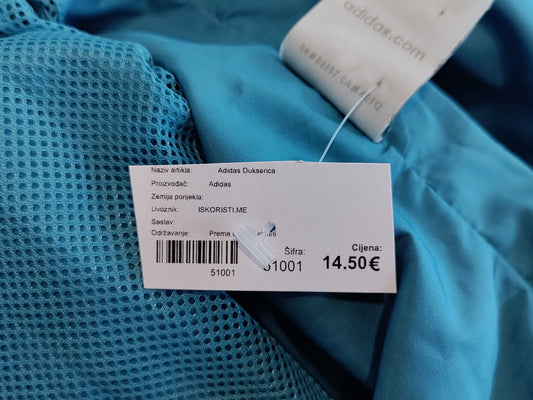 adidas.com
Naziv artikla: Adidas Dukserica
Proizvođač: Adidas
Zemlja porijekla:
Uvoznik: ISKORISTI.ME
Sastav:
Održavanje: Prema
Šifra:
Cijena:
51001
51001
14.50€